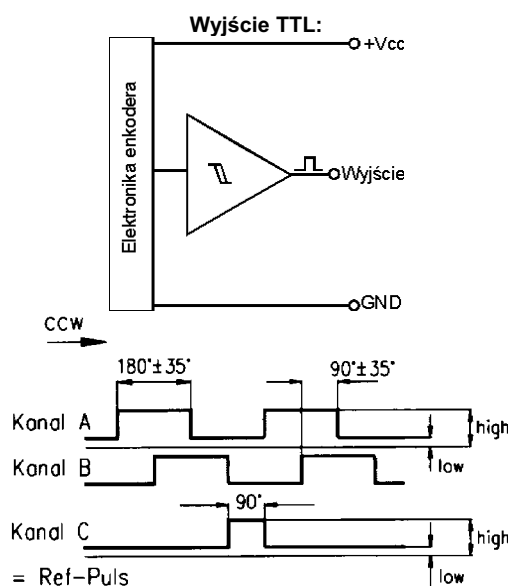 Wyjście TTL:
+Vcc
Elektronika enkodera
Wyjście
GND
CCW
180°±35° 90°±35°
Kanal A
high
low
Kanal B
Kanal C
90°
high
low
= Ref-Puls